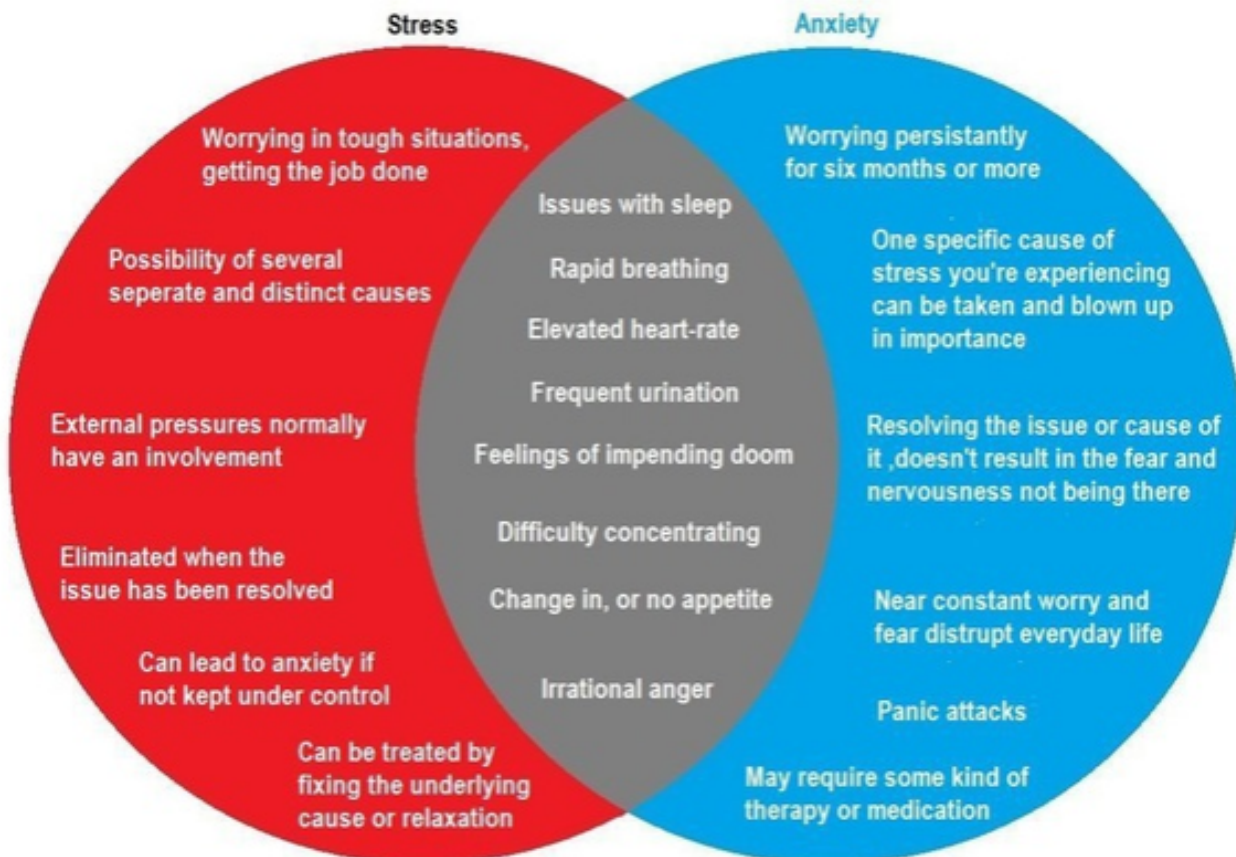 Stress
Anxiety
Worrying in tough situations,
getting the job done
Possibility of several
seperate and distinct causes
External pressures normally
have an involvement
Eliminated when the
issue has been resolved
Can lead to anxiety if
not kept under control
Can be treated by
fixing the underlying
cause or relaxation
Issues with sleep
Rapid breathing
Elevated heart-rate
Frequent urination
Feelings of impending doom
Difficulty concentrating
Change in, or no appetite
Irrational anger
Worrying persistantly
for six months or more
One specific cause of
stress you're experiencing
can be taken and blown up
in importance
Resolving the issue or cause of
it ,doesn't result in the fear and
nervousness not being there
Near constant worry and
fear distrupt everyday life
Panic attacks
May require some kind of
therapy or medication